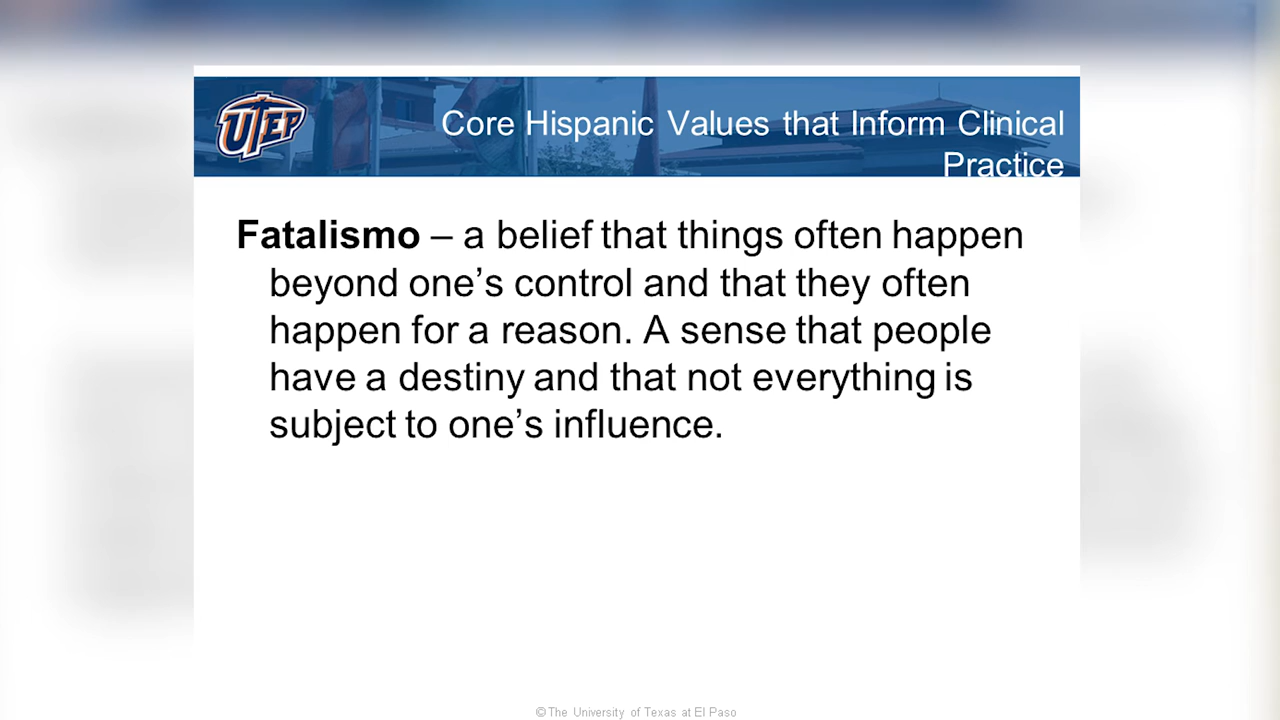 UTEP
Core Hispanic Values that Inform Clinical
Practice
Fatalismo – a belief that things often happen
beyond one’s control and that they often
happen for a reason. A sense that people
have a destiny and that not everything is
subject to one’s influence.
©The University of Texas at El Paso